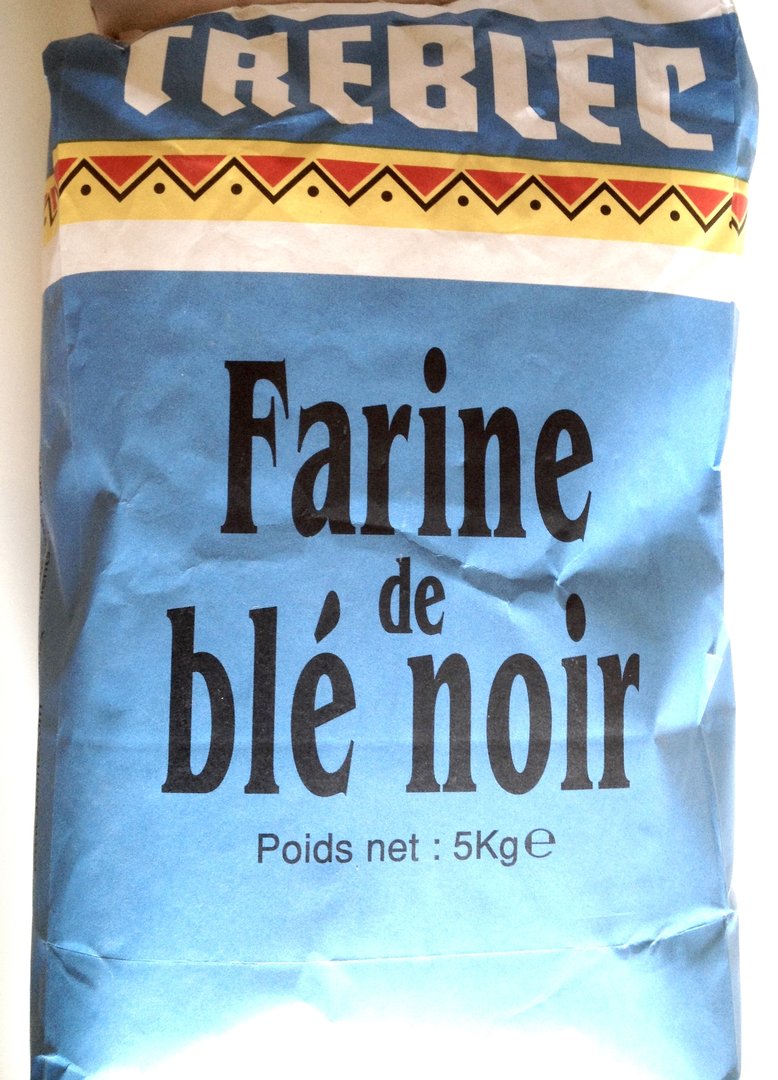 TREBLEC
Farine
de
blé noir
Poids net : 5Kg℮